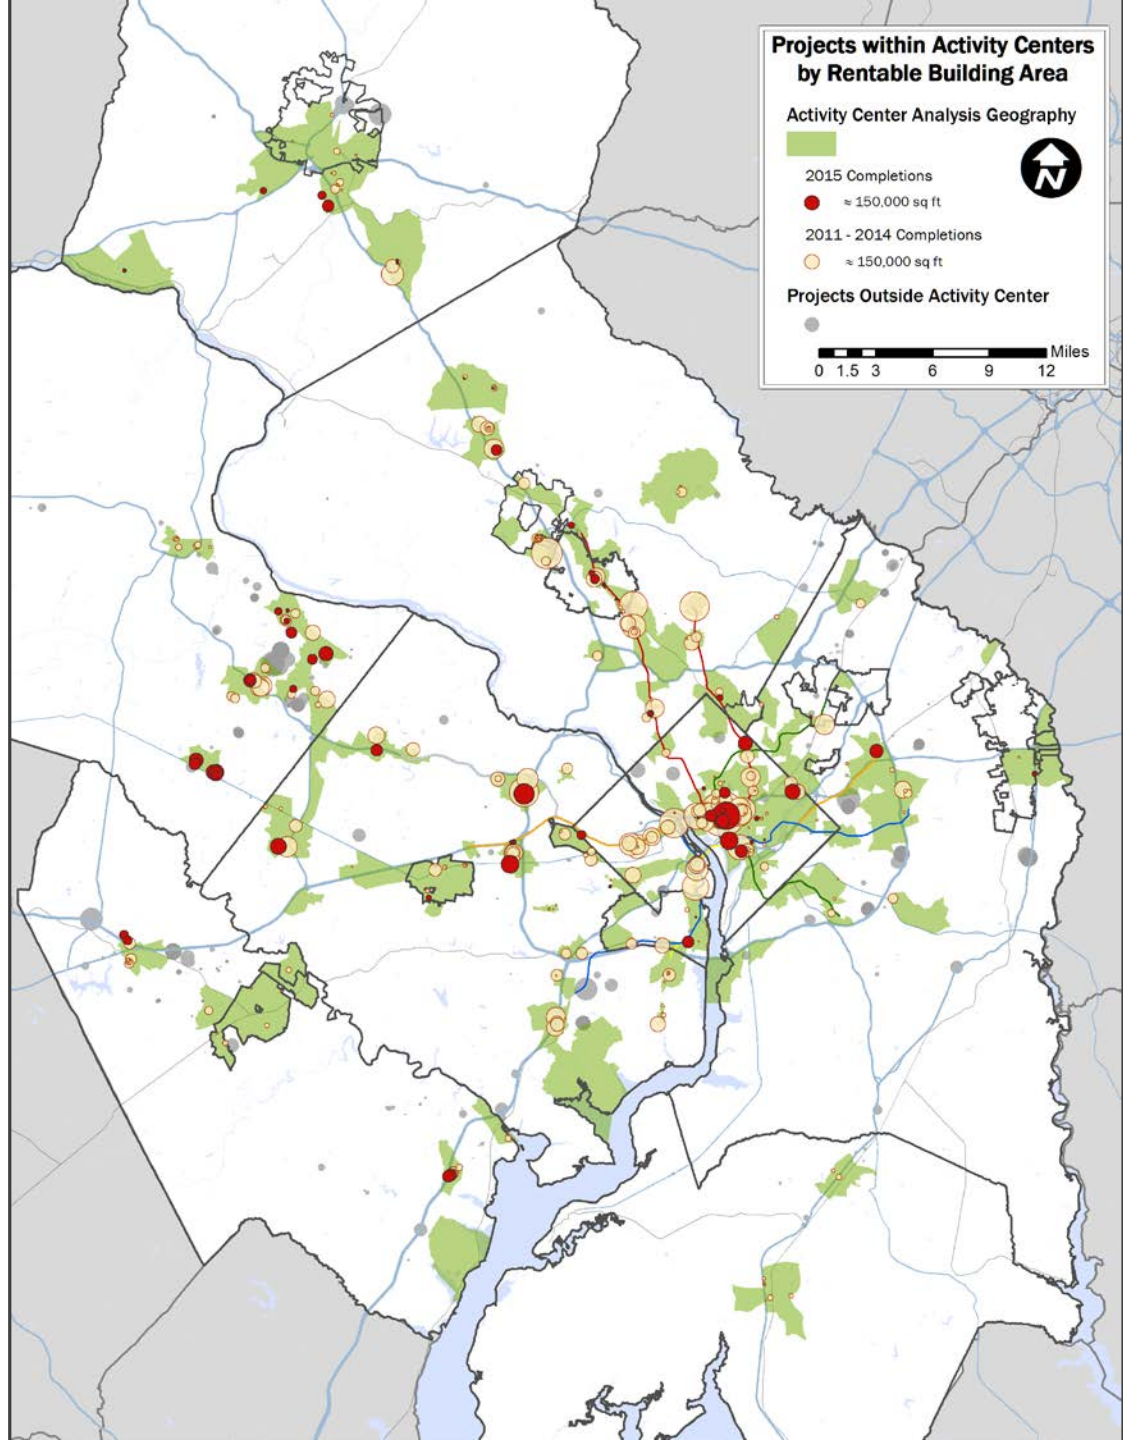 Projects within Activity Centers
by Rentable Building Area
Activity Center Analysis Geography
N
2015 Completions
≈ 150,000 sq ft
2011 - 2014 Completions
≈ 150,000 sq ft
Projects Outside Activity Center
Miles
0 1.5 3 6 9 12